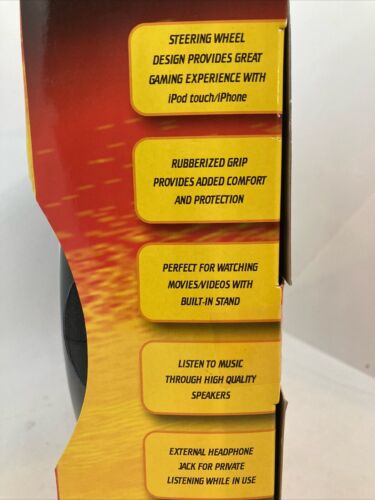 STEERING WHEEL
DESIGN PROVIDES GREAT
GAMING EXPERIENCE WITH
iPod touch/iPhone
RUBBERIZED GRIP
PROVIDES ADDED COMFORT
AND PROTECTION
PERFECT FOR WATCHING
MOVIES/VIDEOS WITH
BUILT-IN STAND
LISTEN TO MUSIC
THROUGH HIGH QUALITY
SPEAKERS
EXTERNAL HEADPHONE
JACK FOR PRIVATE
LISTENING WHILE IN USE